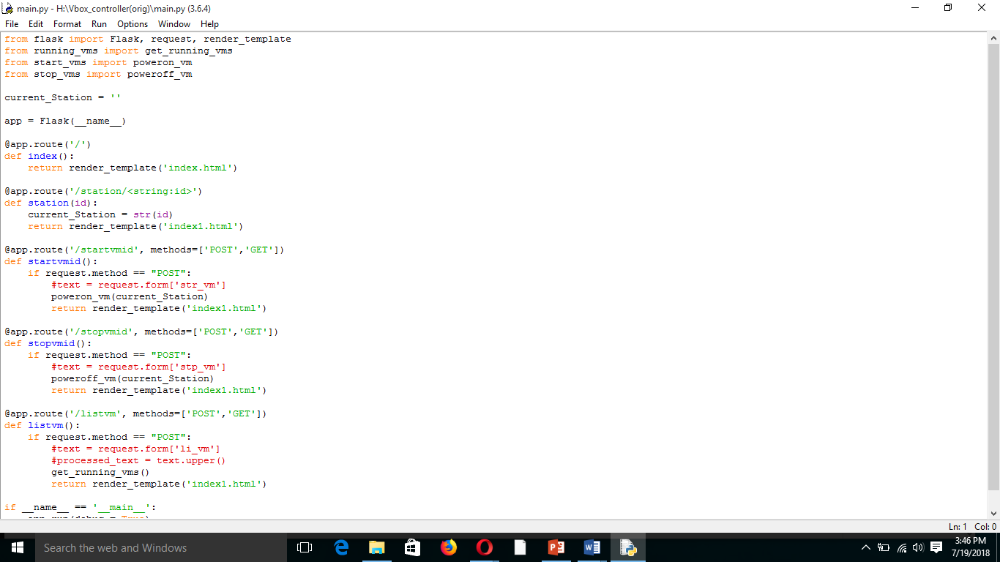 main.py - H:\Vbox_controller(orig)\main.py (3.6.4)
File Edit Format Run Options Window Help
from flask import Flask, request, render_template
from running_vms import get_running_vms
from start_vms import poweron_vm
from stop_vms import poweroff_vm
current_Station = ''
app = Flask(__name__)
@app.route('/')
def index():
    return render_template('index.html')
@app.route('/station/<string:id>')
def station(id):
    current_Station = str(id)
    return render_template('index1.html')
@app.route('/startvmid', methods=['POST','GET'])
def startvmid():
    if request.method == "POST":
        #text = request.form['str_vm']
        poweron_vm(current_Station)
        return render_template('index1.html')
@app.route('/stopvmid', methods=['POST','GET'])
def stopvmid():
    if request.method == "POST":
        #text = request.form['stp_vm']
        poweroff_vm(current_Station)
        return render_template('index1.html')
@app.route('/listvm', methods=['POST','GET'])
def listvm():
    if request.method == "POST":
        #text = request.form['li_vm']
        #processed_text = text.upper()
        get_running_vms()
        return render_template('index1.html')
if __name__ == '__main__':
    app.run(debug = True)
Ln: 1 Col: 0
Search the web and Windows
3:46 PM
7/19/2018